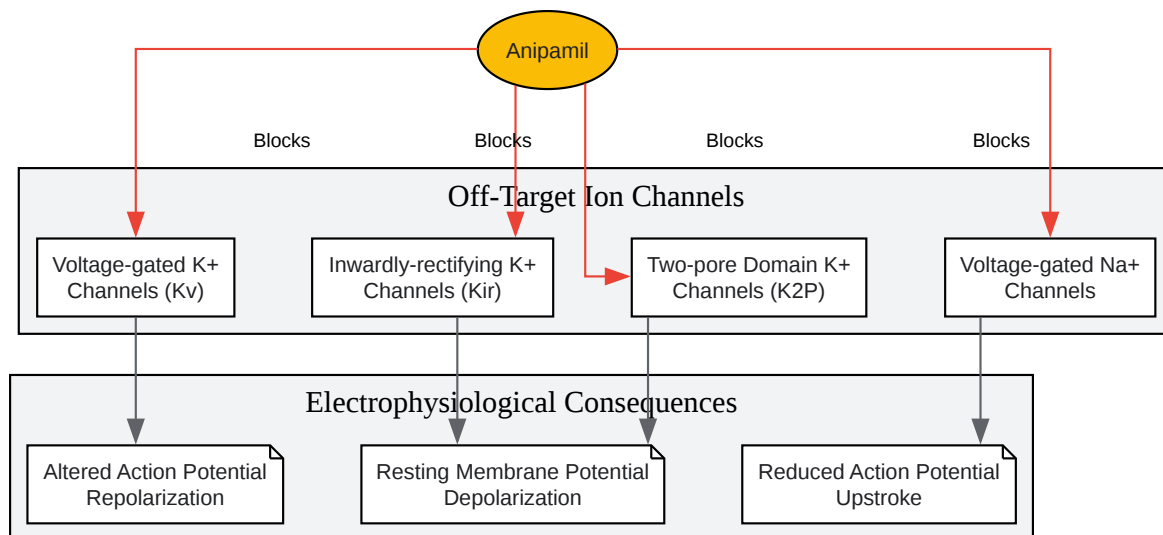 Anipamil
Blocks
Blocks
Blocks
Blocks
Off-Target Ion Channels
Voltage-gated K+
Channels (Kv)
Inwardly-rectifying K+
Channels (Kir)
Two-pore Domain K+
Channels (K2P)
Voltage-gated Na+
Channels
Electrophysiological Consequences
Altered Action Potential
Repolarization
Resting Membrane Potential
Depolarization
Reduced Action Potential
Upstroke